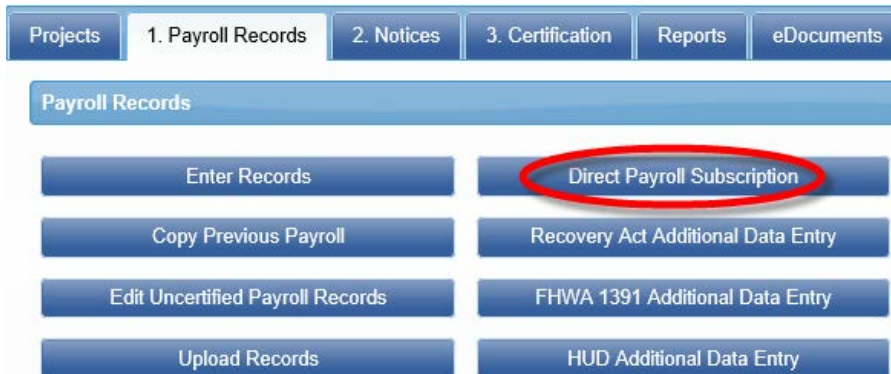 Projects 1. Payroll Records 2. Notices 3. Certification Reports eDocuments
Payroll Records
Enter Records Direct Payroll Subscription
Copy Previous Payroll Recovery Act Additional Data Entry
Edit Uncertified Payroll Records FHWA 1391 Additional Data Entry
Upload Records HUD Additional Data Entry